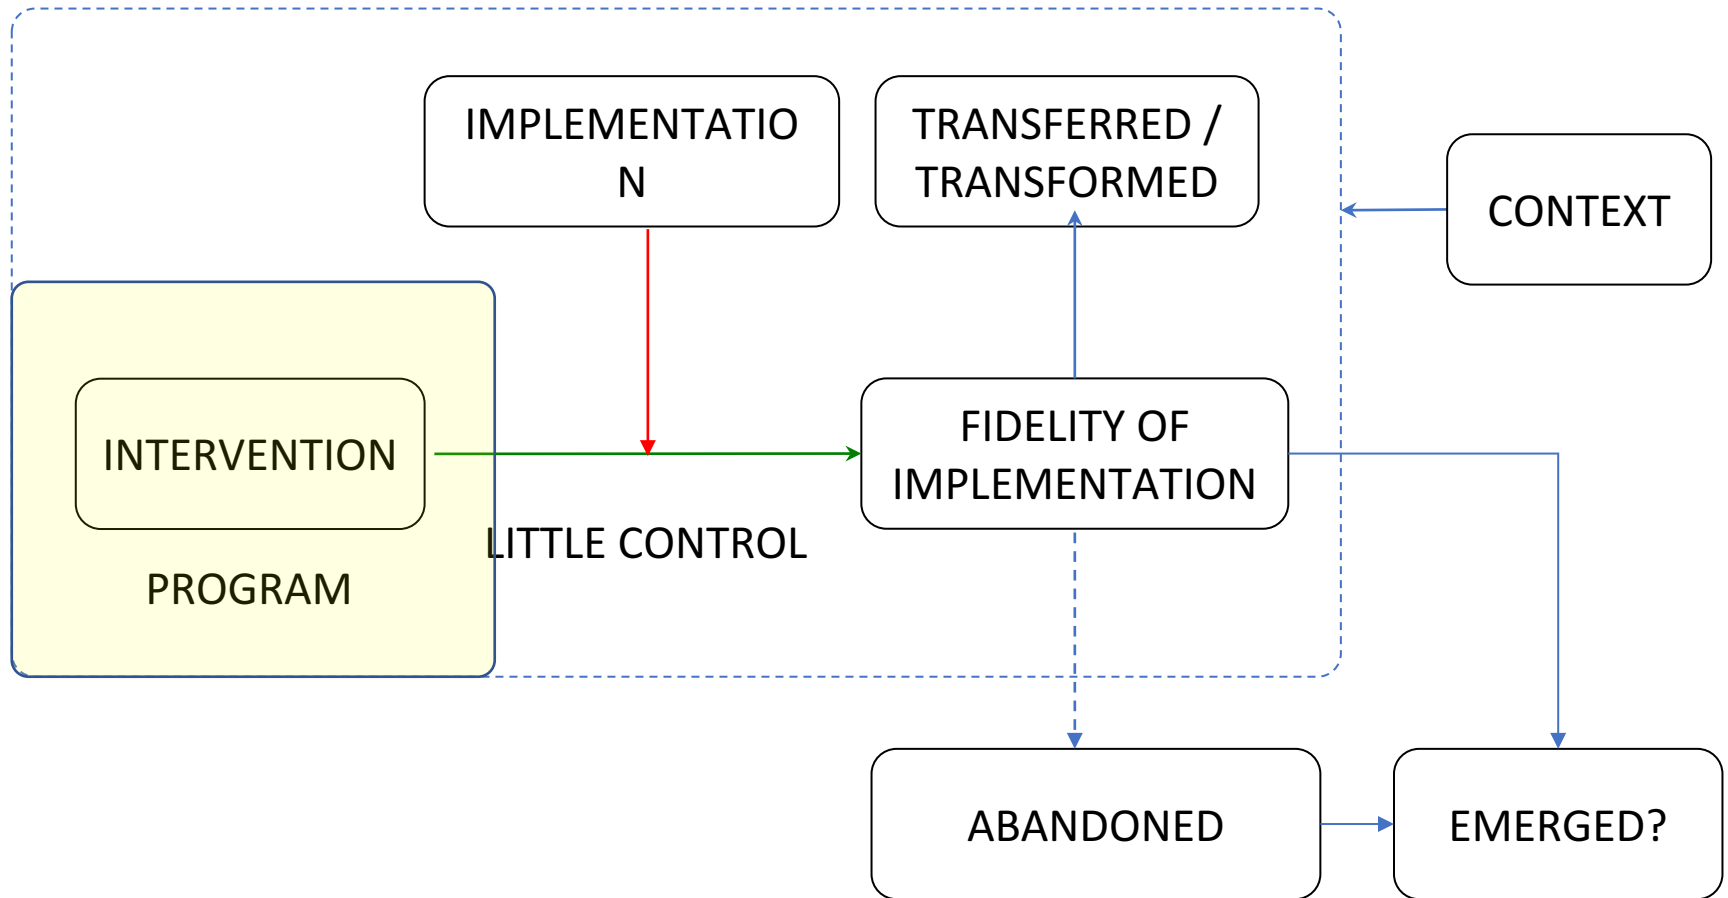 IMPLEMENTATIO
N
TRANSFERRED /
TRANSFORMED
CONTEXT
INTERVENTION
FIDELITY OF
IMPLEMENTATION
LITTLE CONTROL
PROGRAM
ABANDONED
EMERGED?